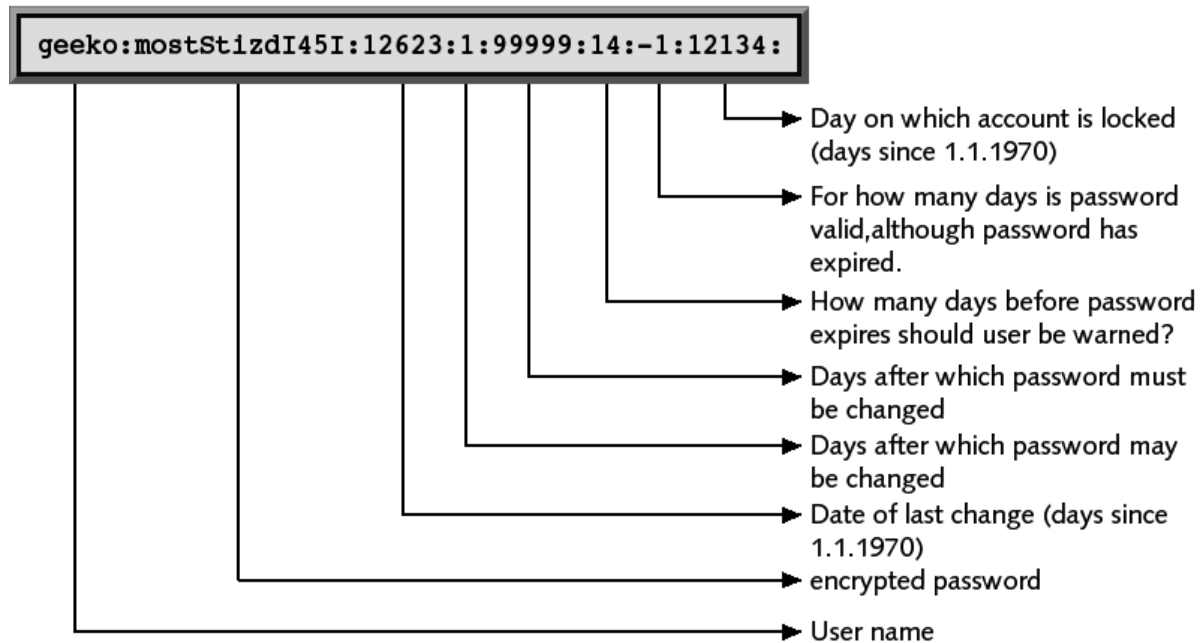 geeko:mostStizdI45I:12623:1:99999:14:-1:12134:
Day on which account is locked
(days since 1.1.1970)
For how many days is password
valid,although password has
expired.
How many days before password
expires should user be warned?
Days after which password must
be changed
Days after which password may
be changed
Date of last change (days since
1.1.1970)
encrypted password
User name